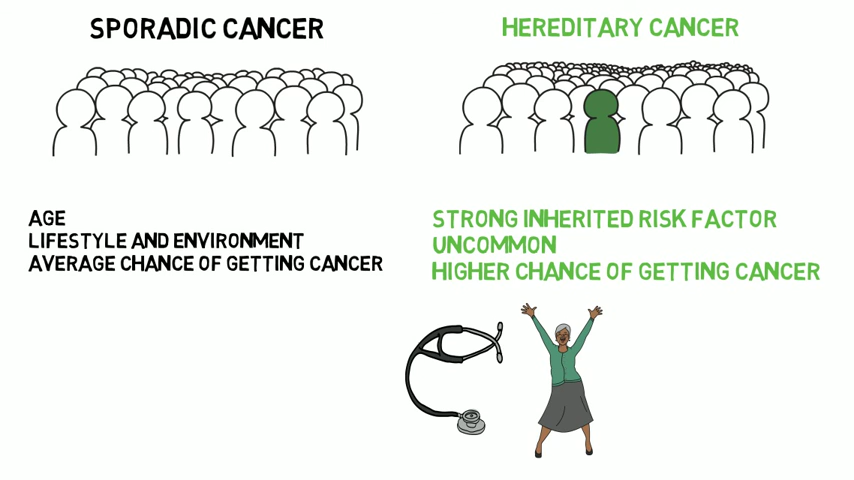 SPORADIC CANCER
HEREDITARY CANCER
AGE
LIFESTYLE AND ENVIRONMENT
AVERAGE CHANCE OF GETTING CANCER
STRONG INHERITED RISK FACTOR
UNCOMMON
HIGHER CHANCE OF GETTING CANCER